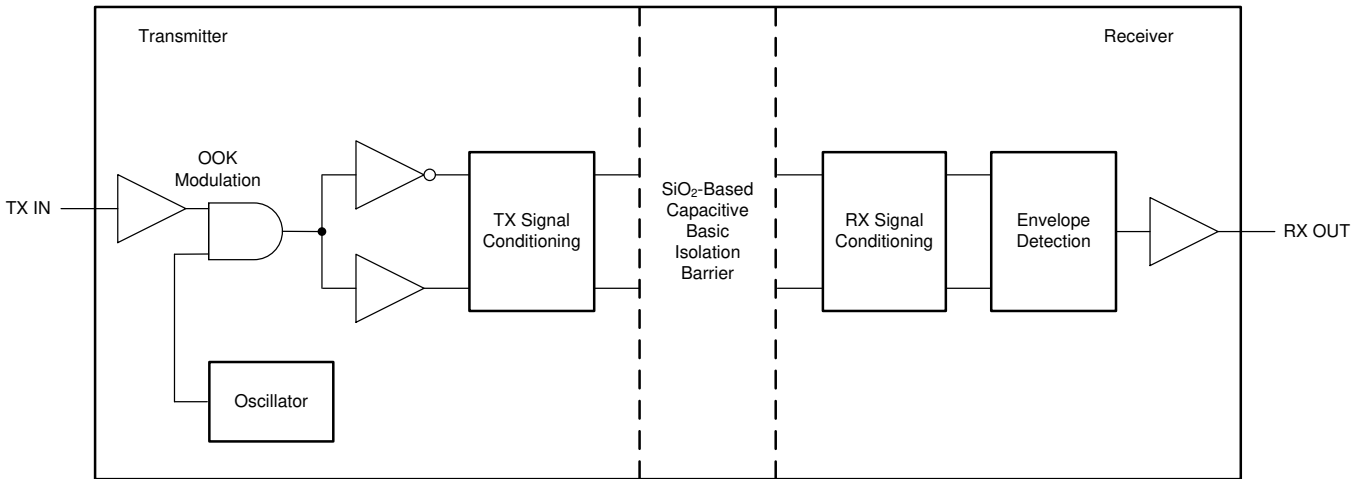 Transmitter
Receiver
OOK
Modulation
TX IN
TX Signal
Conditioning
Oscillator
SiO₂-Based
Capacitive
Basic
Isolation
Barrier
RX Signal
Conditioning
Envelope
Detection
RX OUT